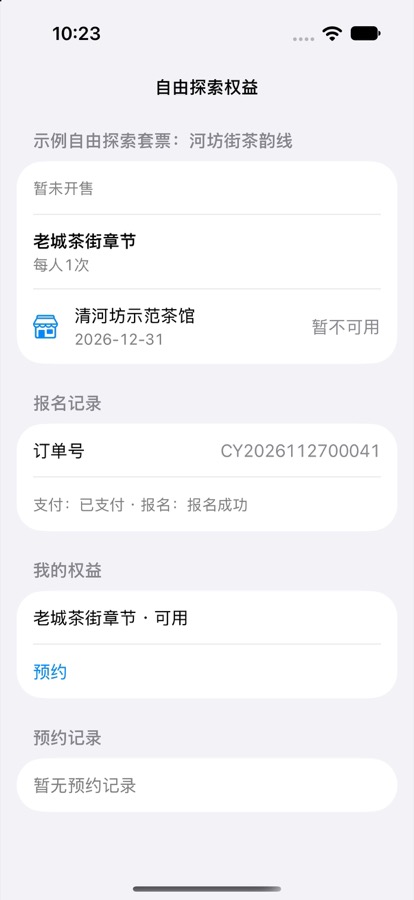 10:23
自由探索权益
示例自由探索套票：河坊街茶韵线
暂未开售
老城茶街章节
每人1次
清河坊示范茶馆
2026-12-31
暂不可用
报名记录
订单号
CY2026112700041
支付：已支付 · 报名：报名成功
我的权益
老城茶街章节 · 可用
预约
预约记录
暂无预约记录